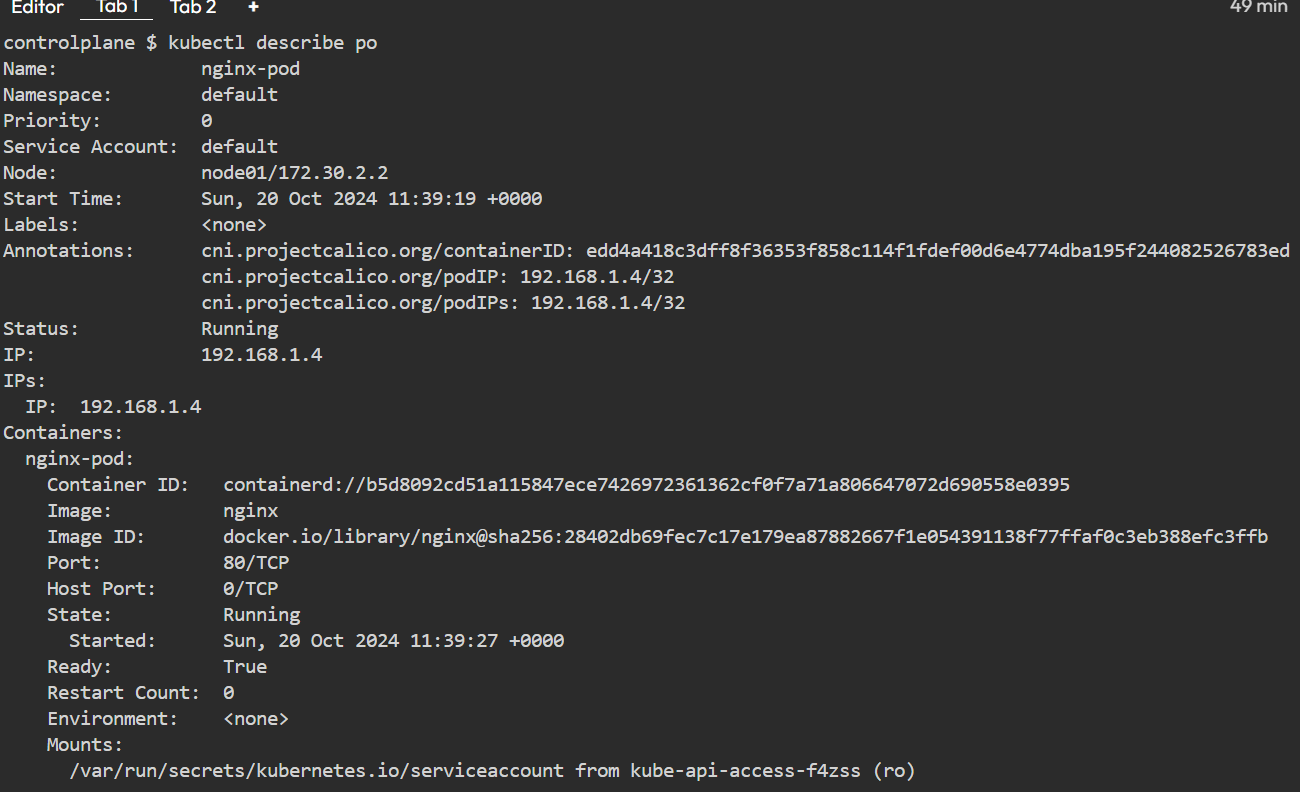 Editor Tab 1 Tab 2 + 49 min
controlplane $ kubectl describe po
Name:             nginx-pod
Namespace:        default
Priority:         0
Service Account:  default
Node:             node01/172.30.2.2
Start Time:       Sun, 20 Oct 2024 11:39:19 +0000
Labels:           <none>
Annotations:      cni.projectcalico.org/containerID: edd4a418c3dff8f36353f858c114f1fdef00d6e4774dba195f244082526783ed
                  cni.projectcalico.org/podIP: 192.168.1.4/32
                  cni.projectcalico.org/podIPs: 192.168.1.4/32
Status:           Running
IP:               192.168.1.4
IPs:
  IP:  192.168.1.4
Containers:
  nginx-pod:
    Container ID:   containerd://b5d8092cd51a115847ece7426972361362cf0f7a71a806647072d690558e0395
    Image:          nginx
    Image ID:       docker.io/library/nginx@sha256:28402db69fec7c17e179ea87882667f1e054391138f77ffaf0c3eb388efc3ffb
    Port:           80/TCP
    Host Port:      0/TCP
    State:          Running
      Started:      Sun, 20 Oct 2024 11:39:27 +0000
    Ready:          True
    Restart Count:  0
    Environment:    <none>
    Mounts:
      /var/run/secrets/kubernetes.io/serviceaccount from kube-api-access-f4zss (ro)